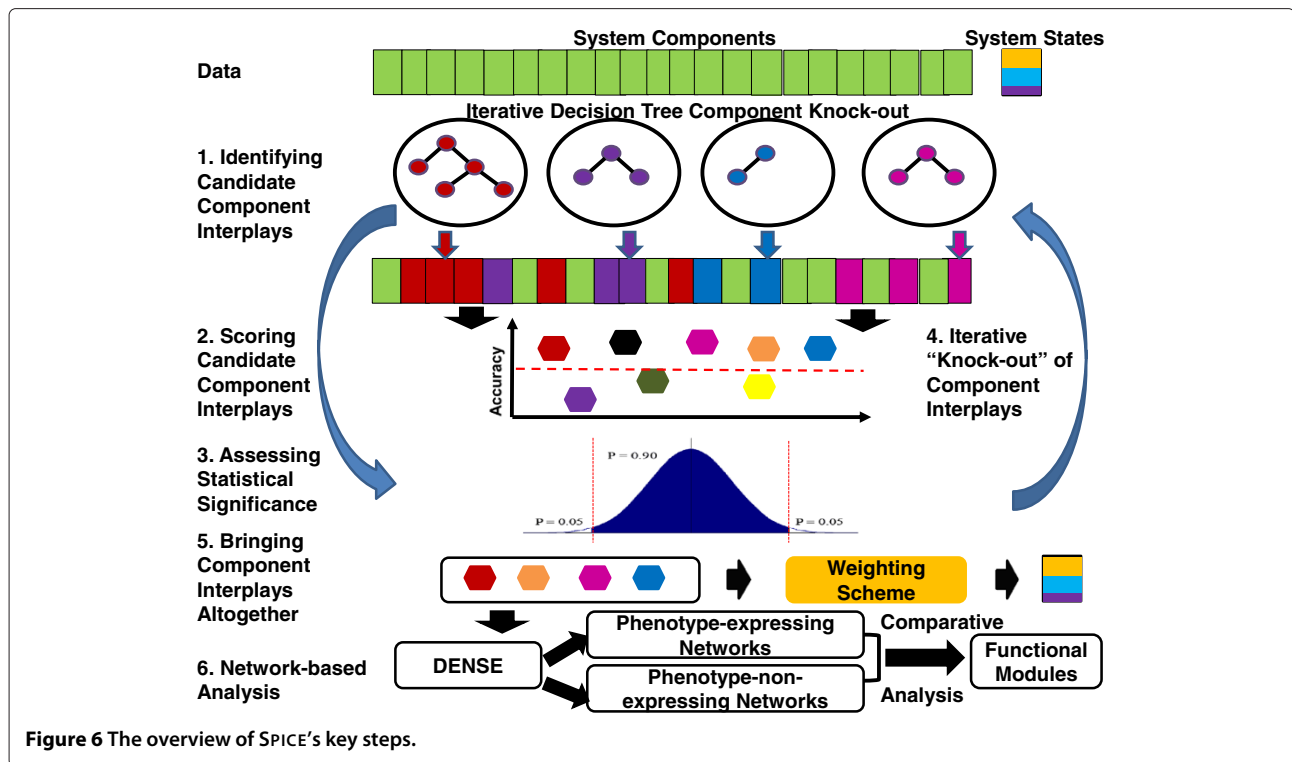 System Components
System States
Data
Iterative Decision Tree Component Knock-out
1. Identifying
Candidate
Component
Interplays
2. Scoring
Candidate
Component
Interplays
Accuracy
4. Iterative
“Knock-out” of
Component
Interplays
3. Assessing
Statistical
Significance
P = 0.90
P = 0.05
P = 0.05
5. Bringing
Component
Interplays
Altogether
Weighting
Scheme
6. Network-based
Analysis
DENSE
Phenotype-expressing
Networks
Phenotype-non-
expressing Networks
Comparative
Analysis
Functional
Modules
Figure 6 The overview of SPICE’s key steps.